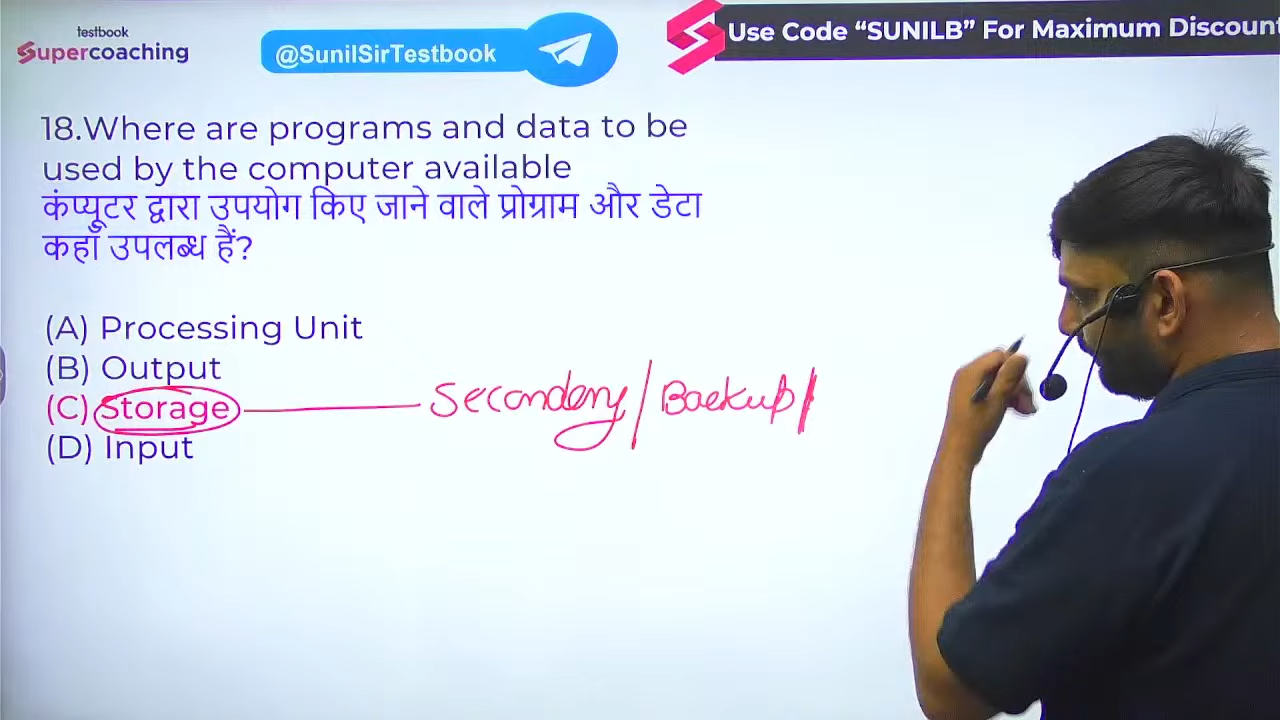 testbook
Supercoaching
@SunilSirTestbook
Use Code “SUNILB” For Maximum Discount
18.Where are programs and data to be
used by the computer available
कंप्यूटर द्वारा उपयोग किए जाने वाले प्रोग्राम और डेटा
कहाँ उपलब्ध हैं?
(A) Processing Unit
(B) Output
(C) Storage
Secondery/Backup/
(D) Input